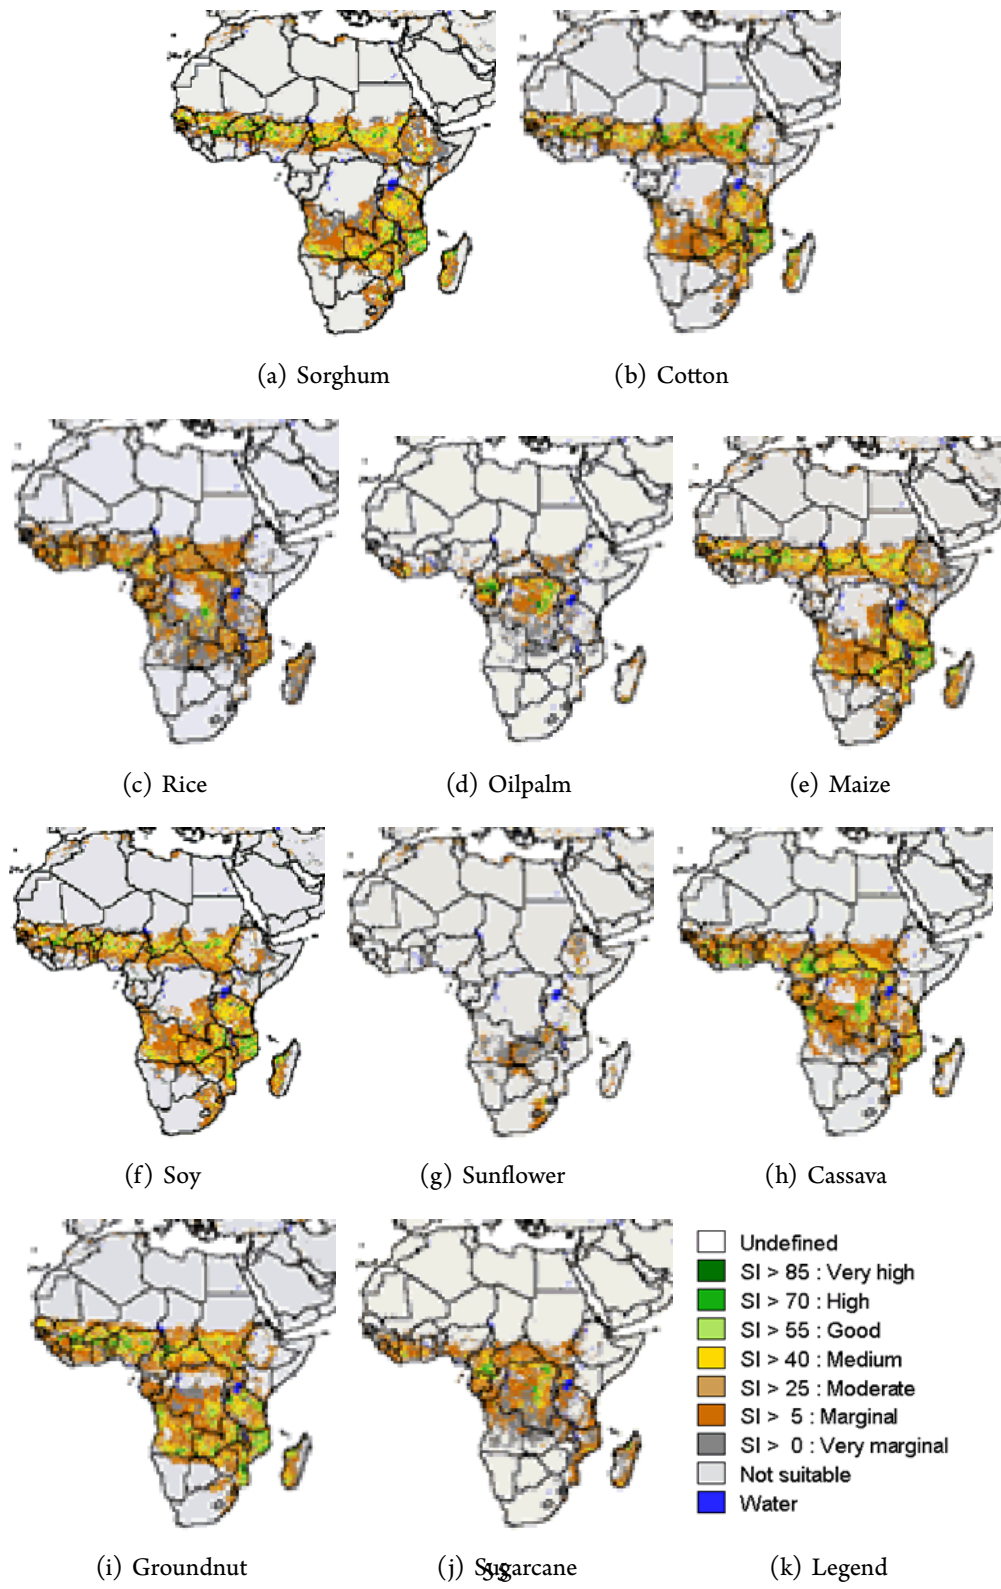 (a) Sorghum
(b) Cotton
(c) Rice
(d) Oilpalm
(e) Maize
(f) Soy
(g) Sunflower
(h) Cassava
Undefined
SI > 85 : Very high
SI > 70 : High
SI > 55 : Good
SI > 40 : Medium
SI > 25 : Moderate
SI > 5 : Marginal
SI > 0 : Very marginal
Not suitable
Water
(i) Groundnut
(j) Sugarcane
(k) Legend